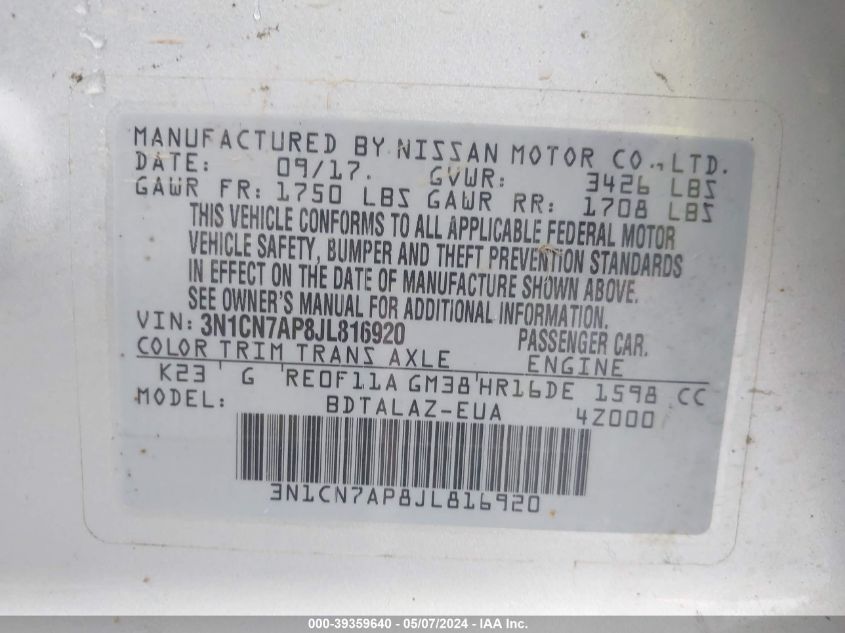 MANUFACTURED BY NISSAN MOTOR CO.,LTD.
DATE: 09/17. GVWR: 3426 LBS
GAWR FR: 1750 LBS GAWR RR: 1708 LBS
THIS VEHICLE CONFORMS TO ALL APPLICABLE FEDERAL MOTOR
VEHICLE SAFETY, BUMPER AND THEFT PREVENTION STANDARDS
IN EFFECT ON THE DATE OF MANUFACTURE SHOWN ABOVE.
SEE OWNER'S MANUAL FOR ADDITIONAL INFORMATION.
VIN: 3N1CN7AP8JL816920 PASSENGER CAR.
COLOR TRIM TRANS AXLE ENGINE
K23 G RE0F11A GM38 HR16DE 1598 CC
MODEL: BDTALAZ-EUA 4Z000
3N1CN7AP8JL816920
000-39359640 - 05/07/2024 - IAA Inc.